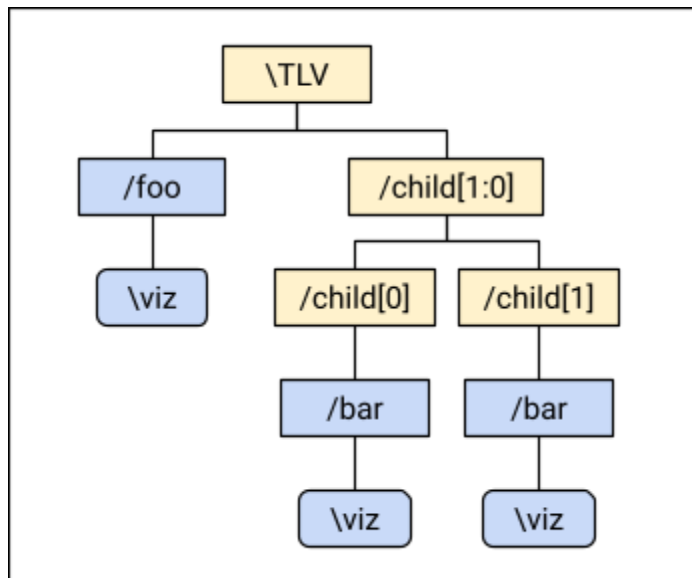 \TLV
/foo
/child[1:0]
\viz
/child[0]
/child[1]
/bar
/bar
\viz
\viz